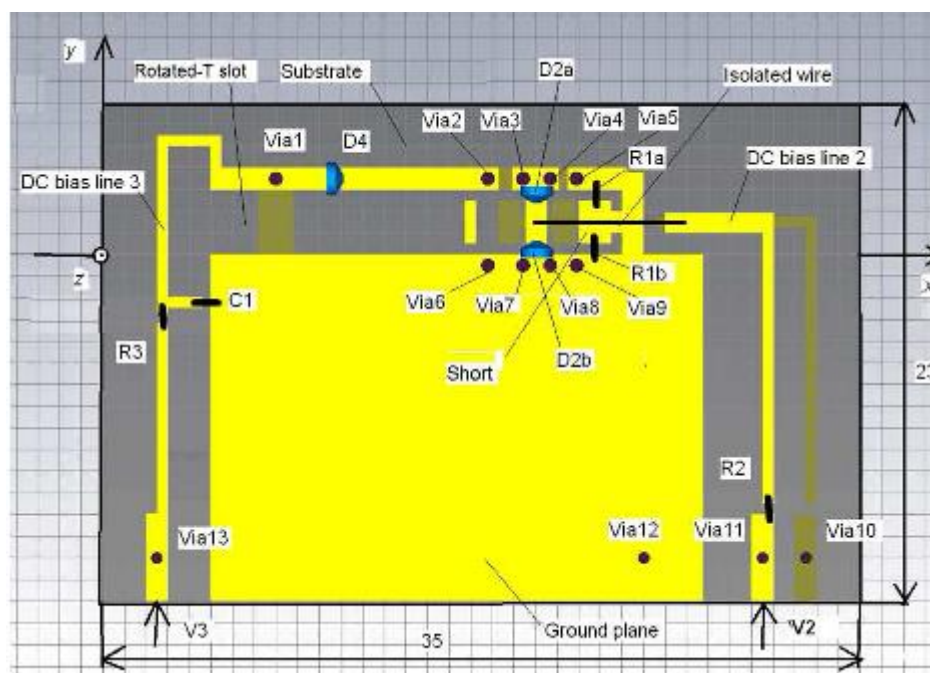 y
D2a
Rotated-T slot
Substrate
Isolated wire
Via2
Via3
Via4
Via5
Via1
D4
R1a
DC bias line 3
DC bias line 2
z
R1b
x
C1
Via6
Via7
Via8
Via9
R3
Short
D2b
R2
Via13
Via12
Via11
Via10
V3
Ground plane
V2
35